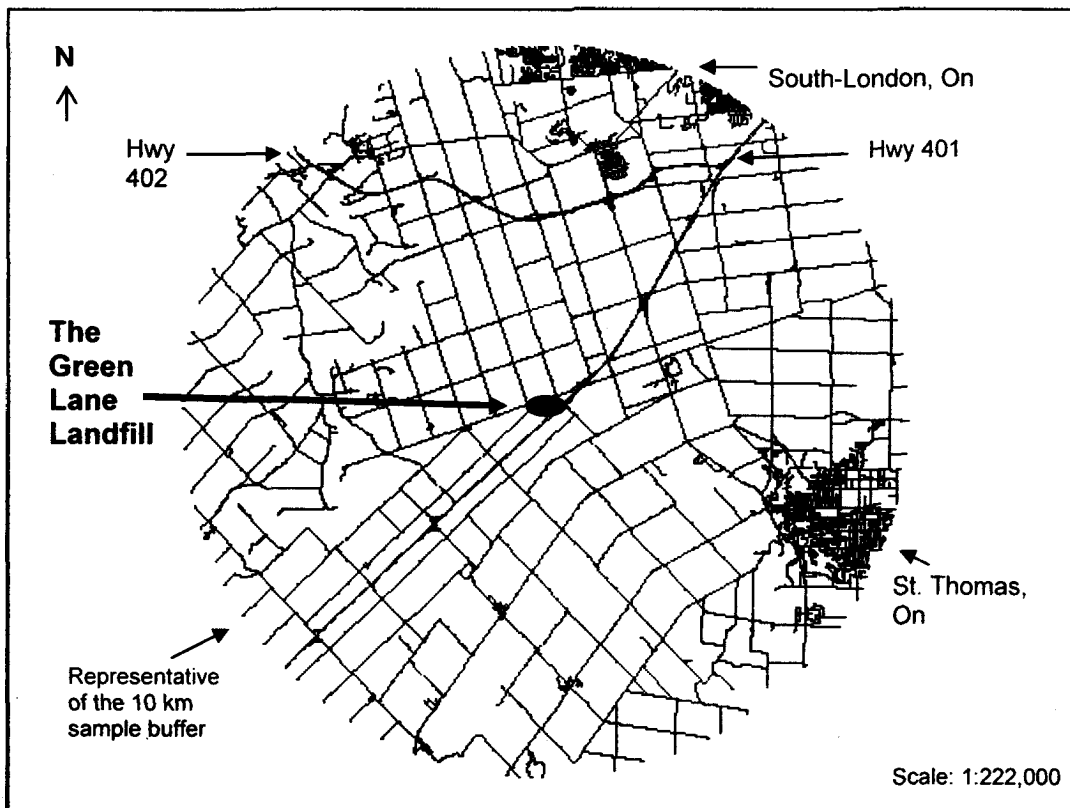 N
South-London, On
Hwy
402
Hwy 401
The
Green
Lane
Landfill
St. Thomas,
On
Representative
of the 10 km
sample buffer
Scale: 1:222,000